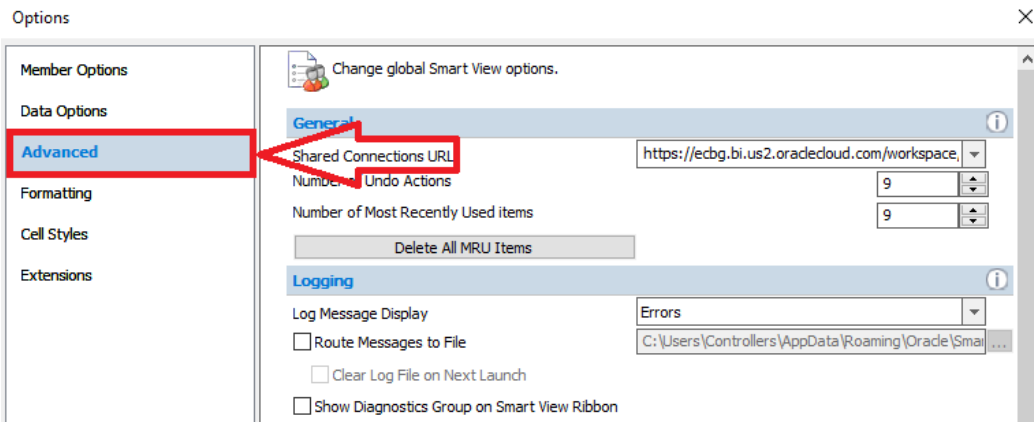 Options
Member Options
Data Options
Advanced
Formatting
Cell Styles
Extensions
Change global Smart View options.
General
Shared Connections URL
https://ecbg.bi.us2.oraclecloud.com/workspace,
Number Undo Actions
9
Number of Most Recently Used items
9
Delete All MRU Items
Logging
Log Message Display
Errors
Route Messages to File
C:\Users\Controllers\AppData\Roaming\Oracle\Smar ...
Clear Log File on Next Launch
Show Diagnostics Group on Smart View Ribbon